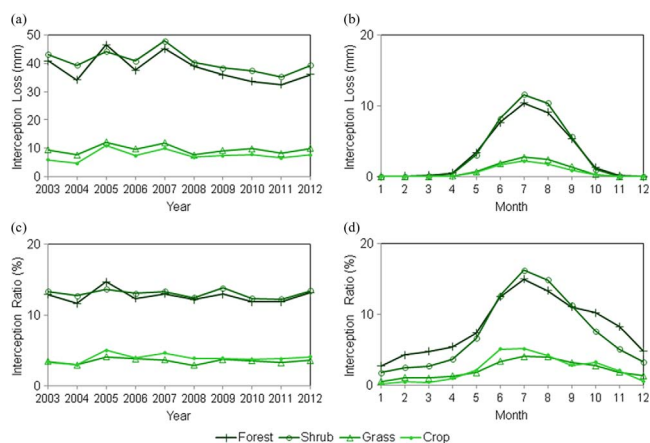 (a)
Interception Loss (mm)
50
40
30
20
10
0
2003 2004 2005 2006 2007 2008 2009 2010 2011 2012
Year
(b)
Interception Loss (mm)
20
10
0
1 2 3 4 5 6 7 8 9 10 11 12
Month
(c)
Interception Ratio (%)
20
10
0
2003 2004 2005 2006 2007 2008 2009 2010 2011 2012
Year
(d)
Interception Ratio (%)
20
10
0
1 2 3 4 5 6 7 8 9 10 11 12
Month
Forest Shrub Grass Crop